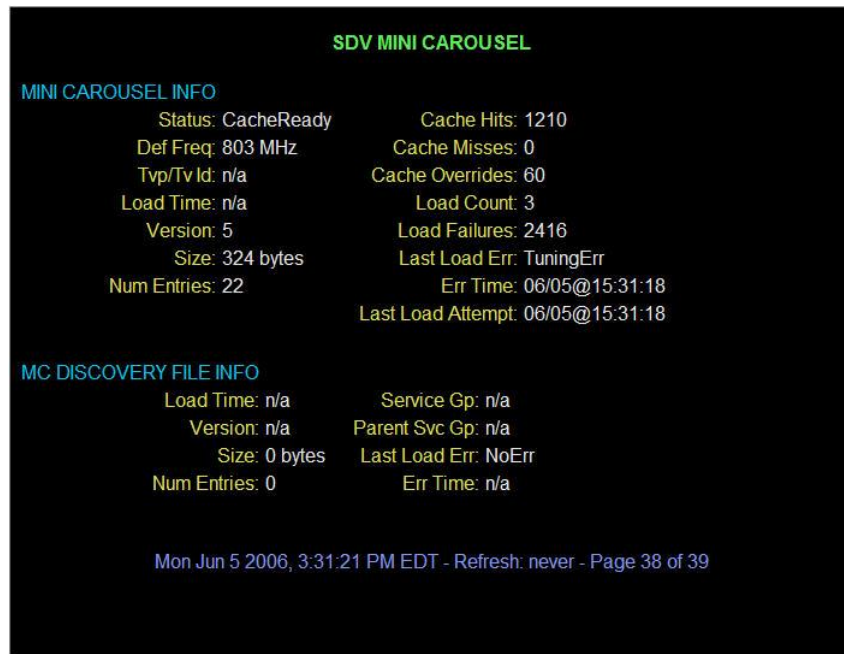 SDV MINI CAROUSEL
MINI CAROUSEL INFO
Status: CacheReady Cache Hits: 1210
Def Freq: 803 MHz Cache Misses: 0
Tvp/Tv Id: n/a Cache Overrides: 60
Load Time: n/a Load Count: 3
Version: 5 Load Failures: 2416
Size: 324 bytes Last Load Err: TuningErr
Num Entries: 22 Err Time: 06/05@15:31:18
Last Load Attempt: 06/05@15:31:18
MC DISCOVERY FILE INFO
Load Time: n/a Service Gp: n/a
Version: n/a Parent Svc Gp: n/a
Size: 0 bytes Last Load Err: NoErr
Num Entries: 0 Err Time: n/a
Mon Jun 5 2006, 3:31:21 PM EDT - Refresh: never - Page 38 of 39